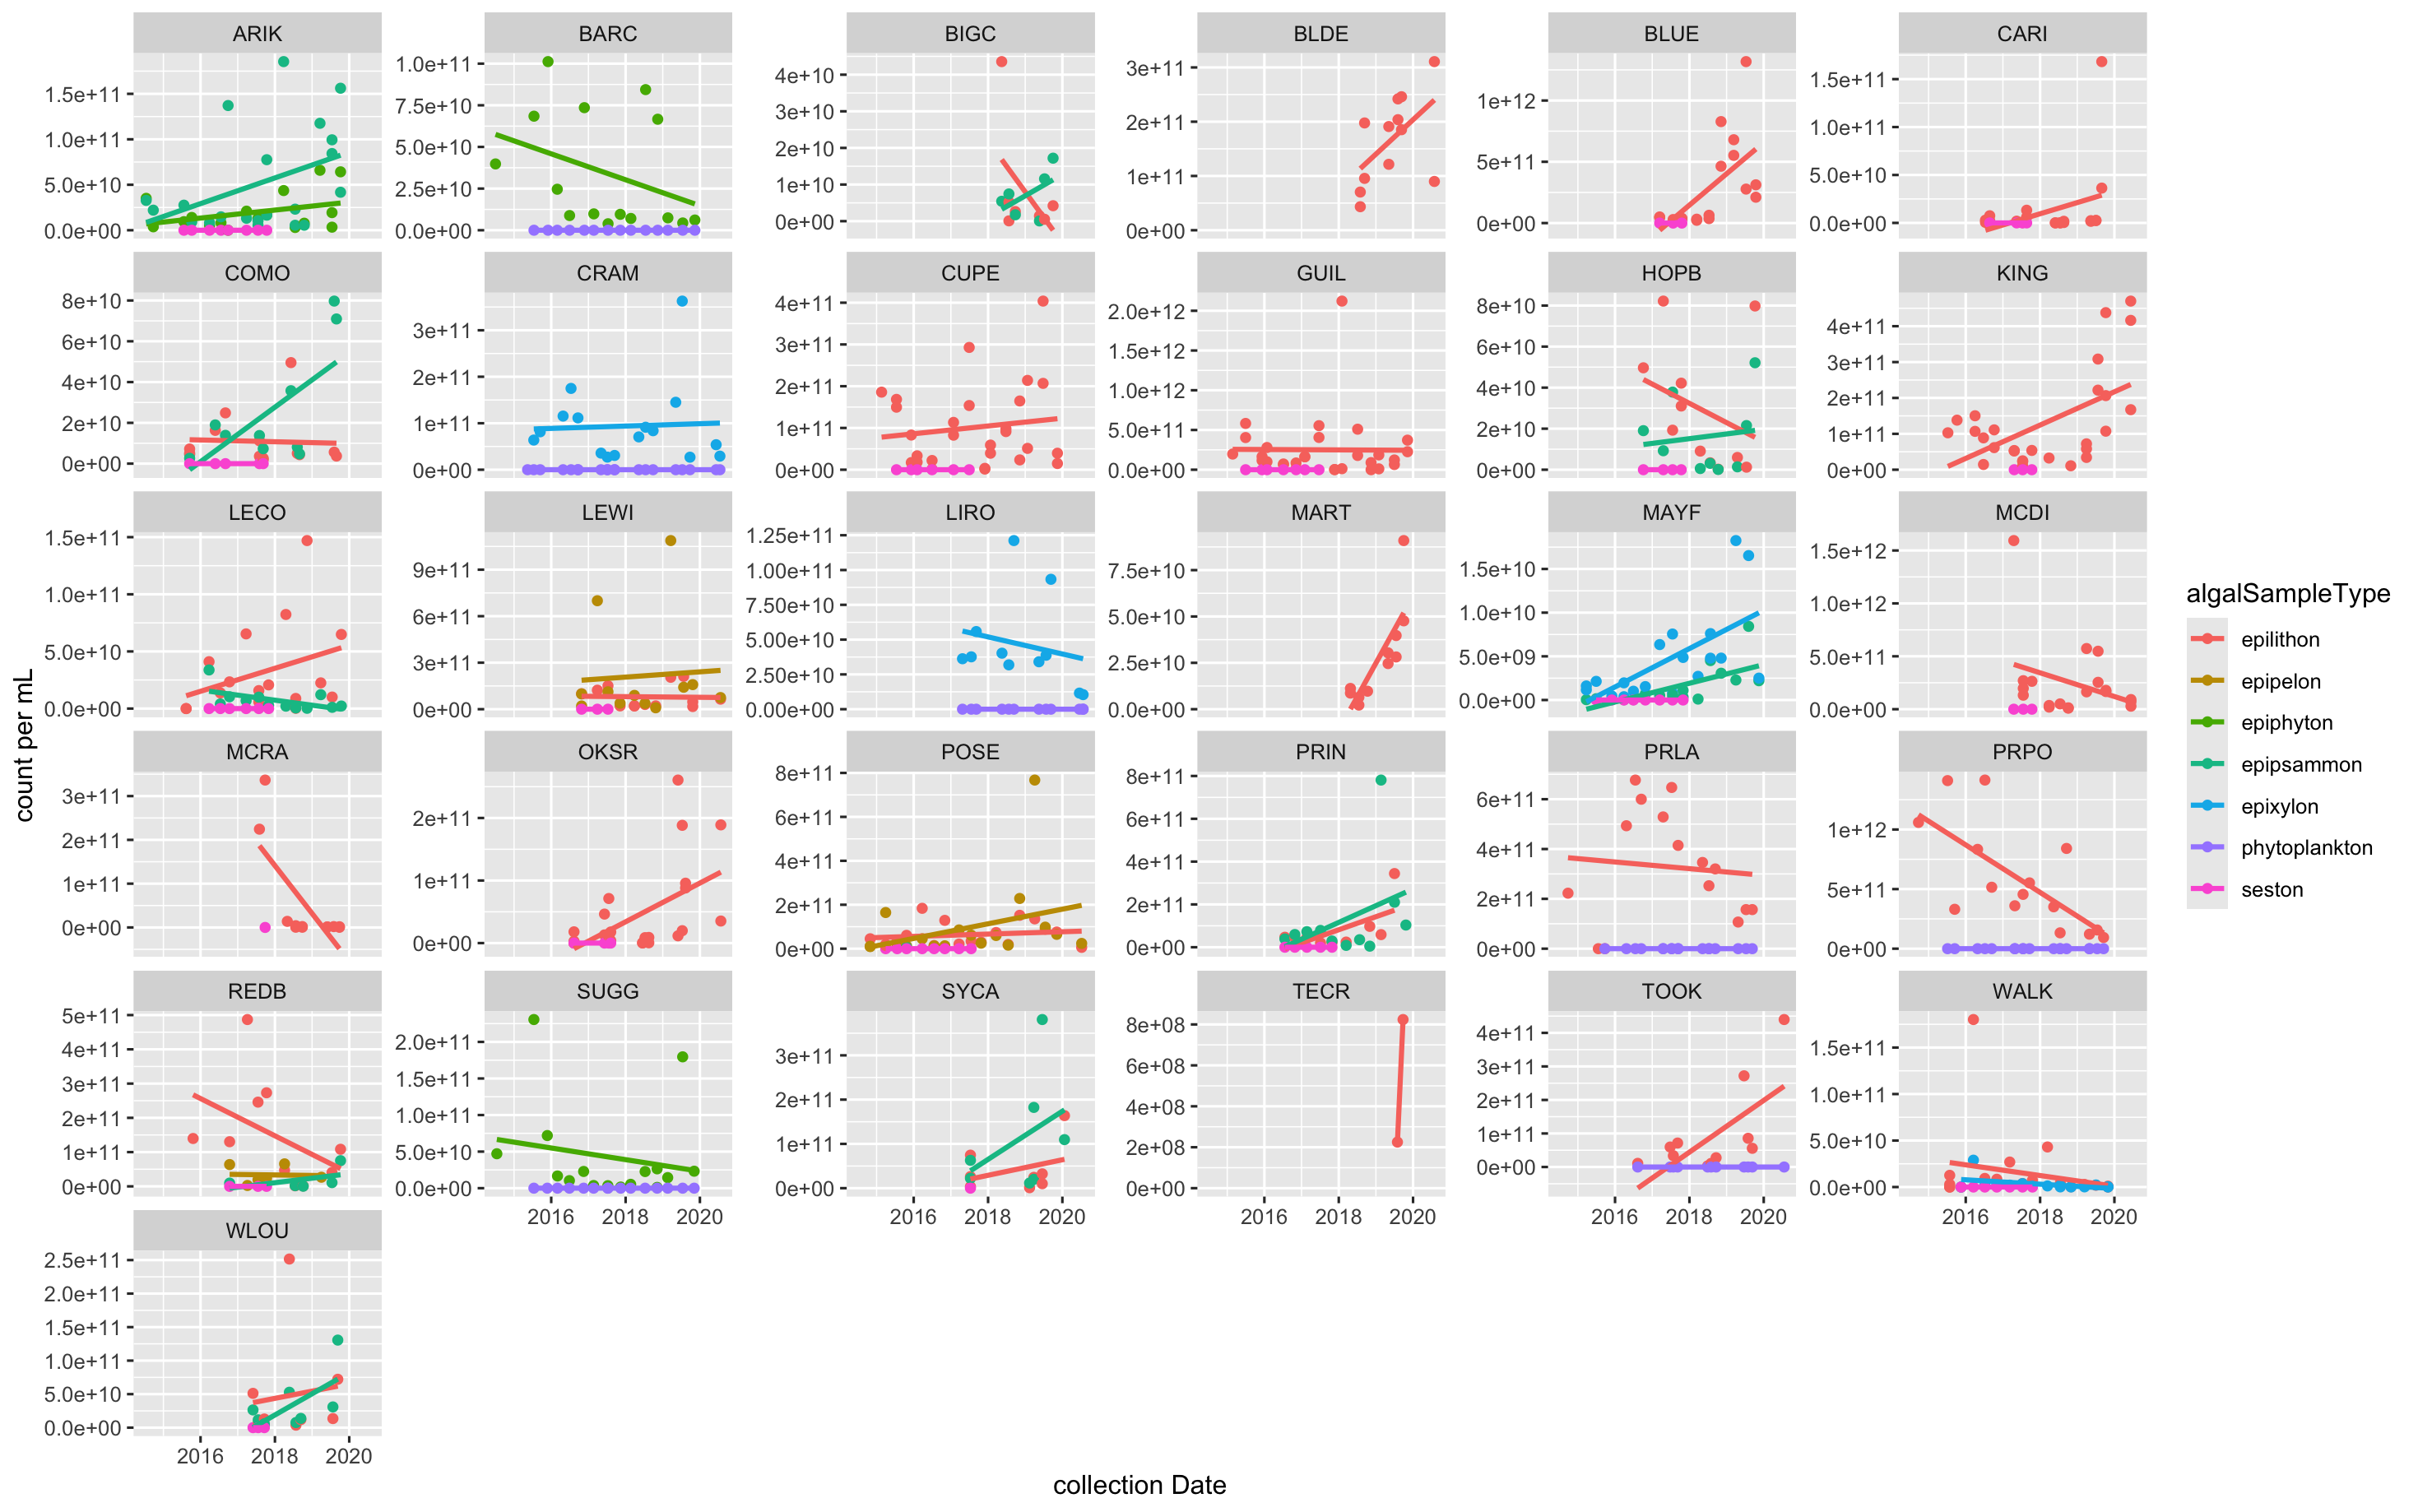 ARIK BARC BIGC BLDE BLUE CARI
1.5e+11
1.0e+11
5.0e+10
0.0e+00
1.0e+11
7.5e+10
5.0e+10
2.5e+10
0.0e+00
4e+10
3e+10
2e+10
1e+10
0e+00
3e+11
2e+11
1e+11
0e+00
1e+12
5e+11
0e+00
1.5e+11
1.0e+11
5.0e+10
0.0e+00
COMO CRAM CUPE GUIL HOPB KING
8e+10
6e+10
4e+10
2e+10
0e+00
3e+11
2e+11
1e+11
0e+00
4e+11
3e+11
2e+11
1e+11
0e+00
2.0e+12
1.5e+12
1.0e+12
5.0e+11
0.0e+00
8e+10
6e+10
4e+10
2e+10
0e+00
4e+11
3e+11
2e+11
1e+11
0e+00
LECO LEWI LIRO MART MAYF MCDI
1.5e+11
1.0e+11
5.0e+10
0.0e+00
9e+11
6e+11
3e+11
0e+00
1.25e+11
1.00e+11
7.50e+10
5.00e+10
2.50e+10
0.00e+00
7.5e+10
5.0e+10
2.5e+10
0.0e+00
1.5e+10
1.0e+10
5.0e+09
0.0e+00
1.5e+12
1.0e+12
5.0e+11
0.0e+00
MCRA OKSR POSE PRIN PRLA PRPO
3e+11
2e+11
1e+11
0e+00
2e+11
1e+11
0e+00
8e+11
6e+11
4e+11
2e+11
0e+00
8e+11
6e+11
4e+11
2e+11
0e+00
6e+11
4e+11
2e+11
0e+00
1e+12
5e+11
0e+00
REDB SUGG SYCA TECR TOOK WALK
5e+11
4e+11
3e+11
2e+11
1e+11
0e+00
2.0e+11
1.5e+11
1.0e+11
5.0e+10
0.0e+00
3e+11
2e+11
1e+11
0e+00
8e+08
6e+08
4e+08
2e+08
0e+00
4e+11
3e+11
2e+11
1e+11
0e+00
1.5e+11
1.0e+11
5.0e+10
0.0e+00
2016 2018 2020 2016 2018 2020 2016 2018 2020 2016 2018 2020 2016 2018 2020
WLOU
2.5e+11
2.0e+11
1.5e+11
1.0e+11
5.0e+10
0.0e+00
2016 2018 2020
collection Date
count per mL
algalSampleType
epilithon
epipelon
epiphyton
epipsammon
epixylon
phytoplankton
seston